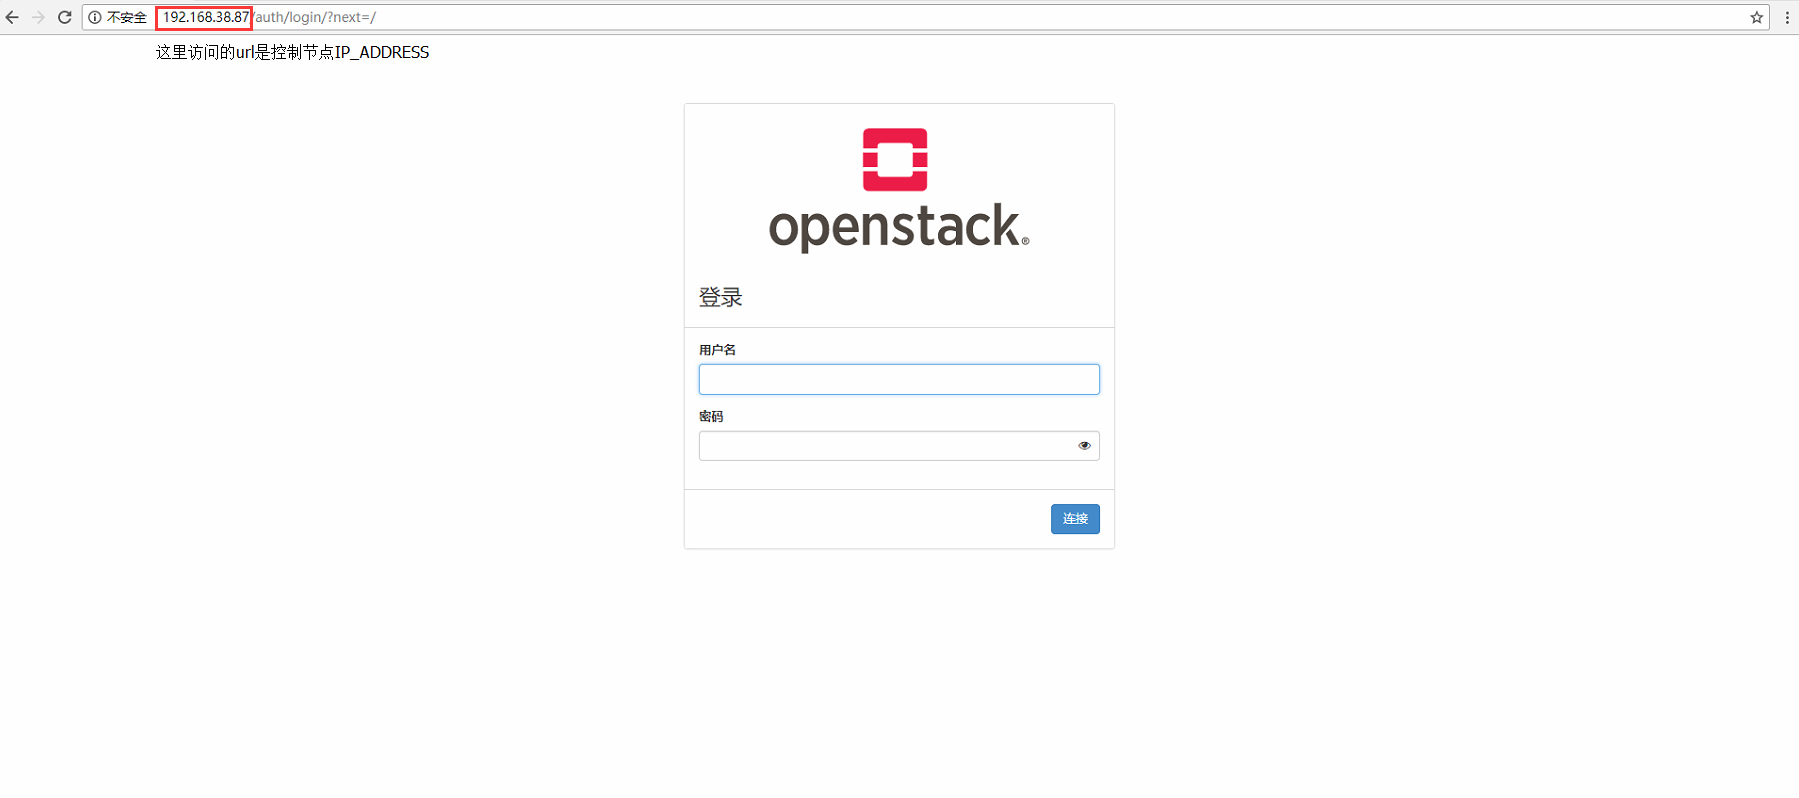 不安全 192.168.38.87/auth/login/?next=/
这里访问的url是控制节点IP_ADDRESS
openstack®
登录
用户名
密码
连接